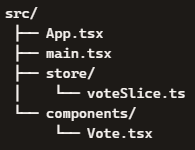 src/
├── App.tsx
├── main.tsx
├── store/
│   └── voteSlice.ts
└── components/
    └── Vote.tsx